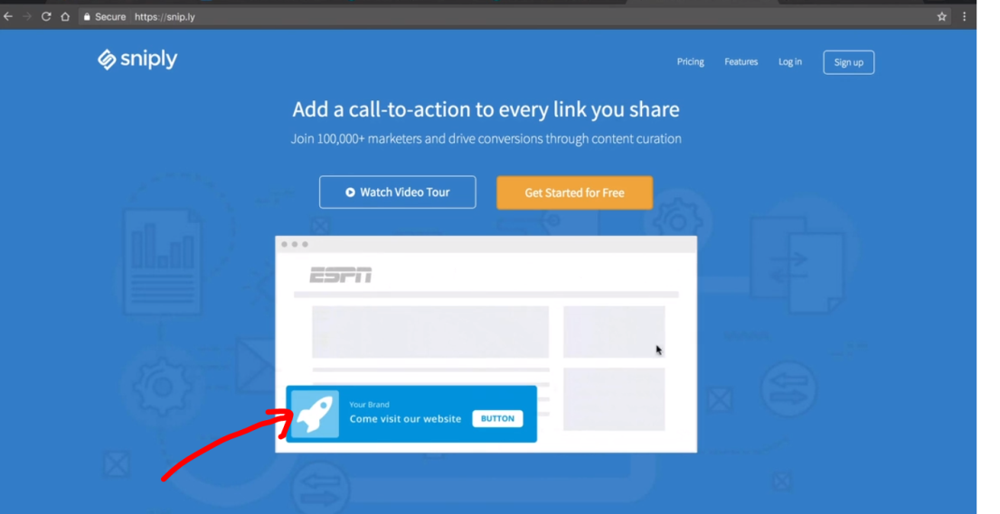 Secure https://snip.ly
sniply
Pricing Features Log in Sign up
Add a call-to-action to every link you share
Join 100,000+ marketers and drive conversions through content curation
Watch Video Tour Get Started for Free
ESPN
Your Brand
Come visit our website BUTTON